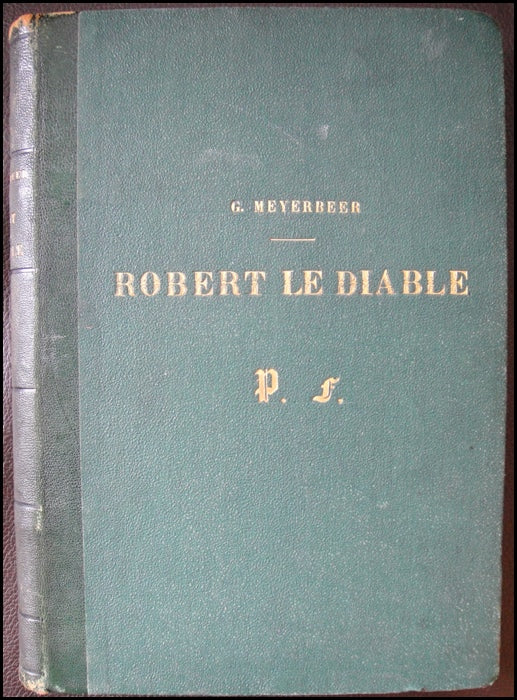 G. MEYERBEER
ROBERT LE DIABLE
P. F.